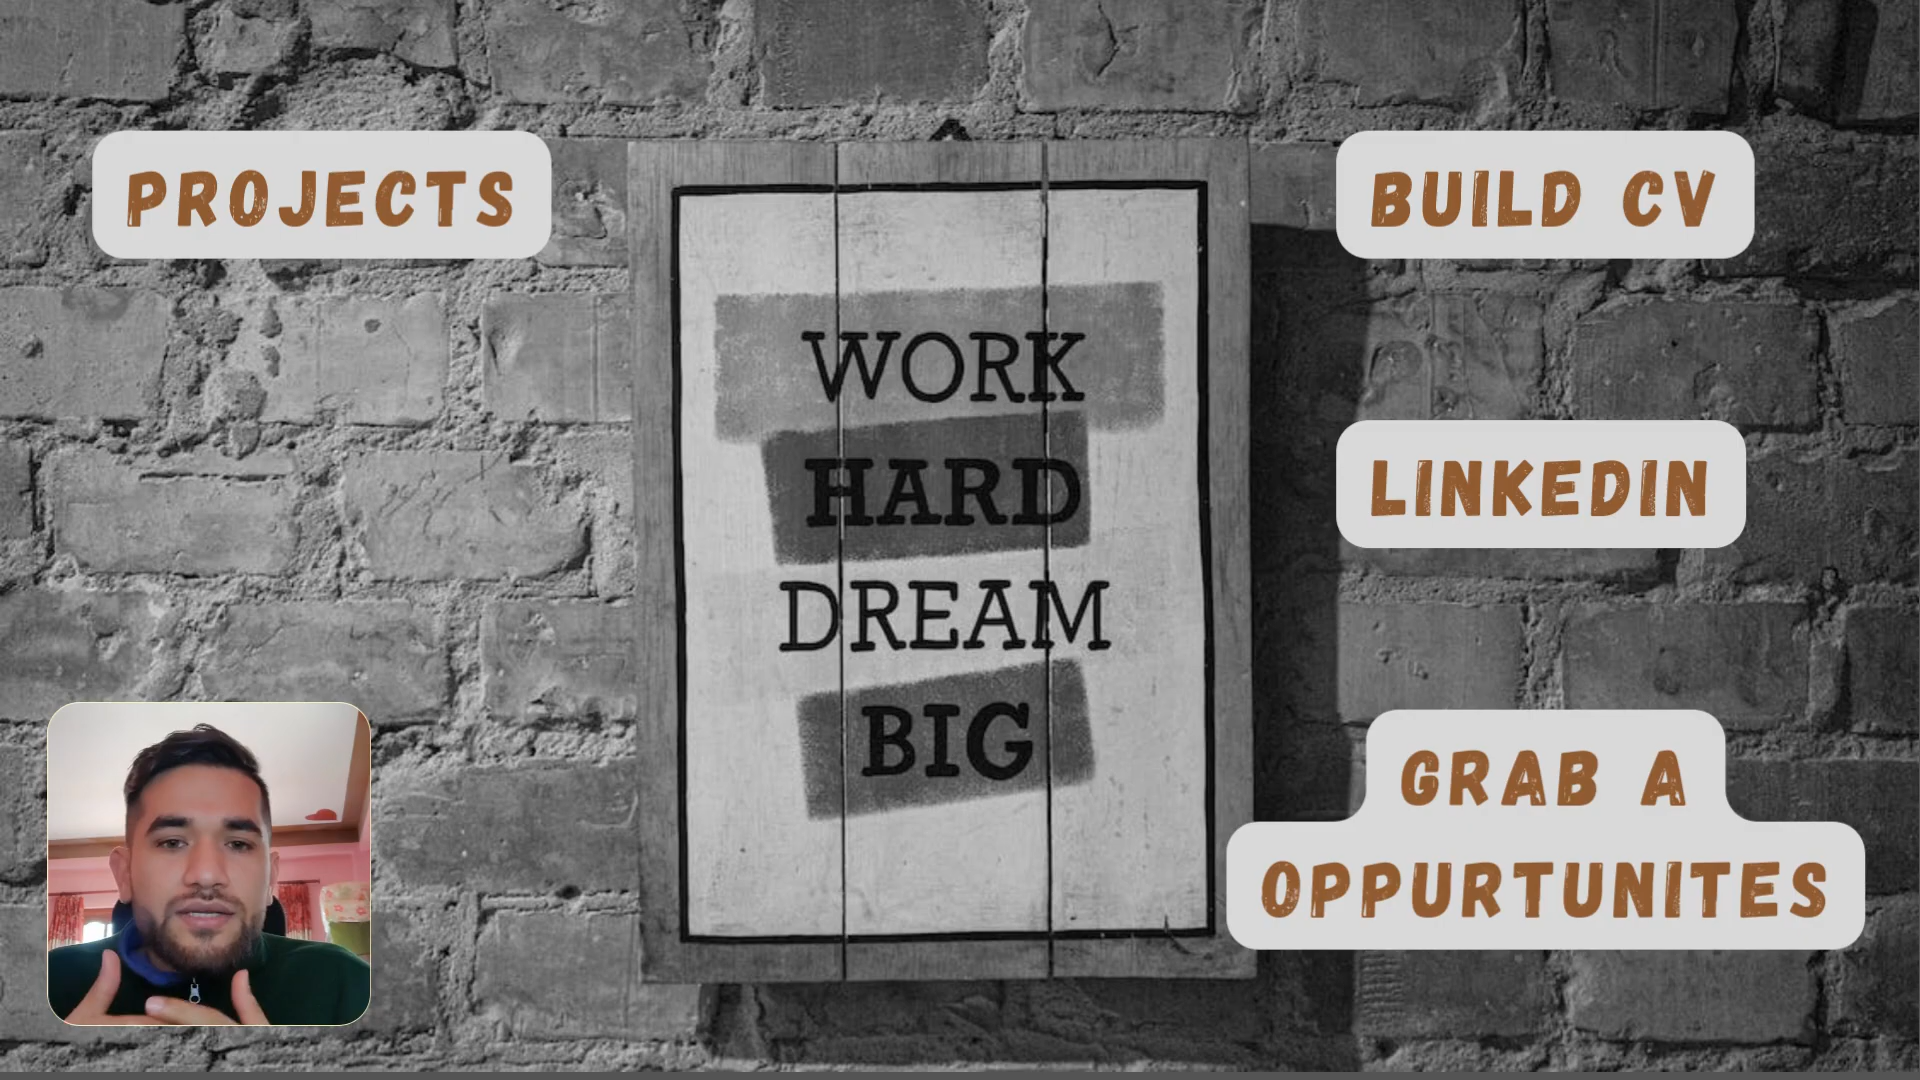 PROJECTS
WORK
HARD
DREAM
BIG
BUILD CV
LINKEDIN
GRAB A
OPPURTUNITES